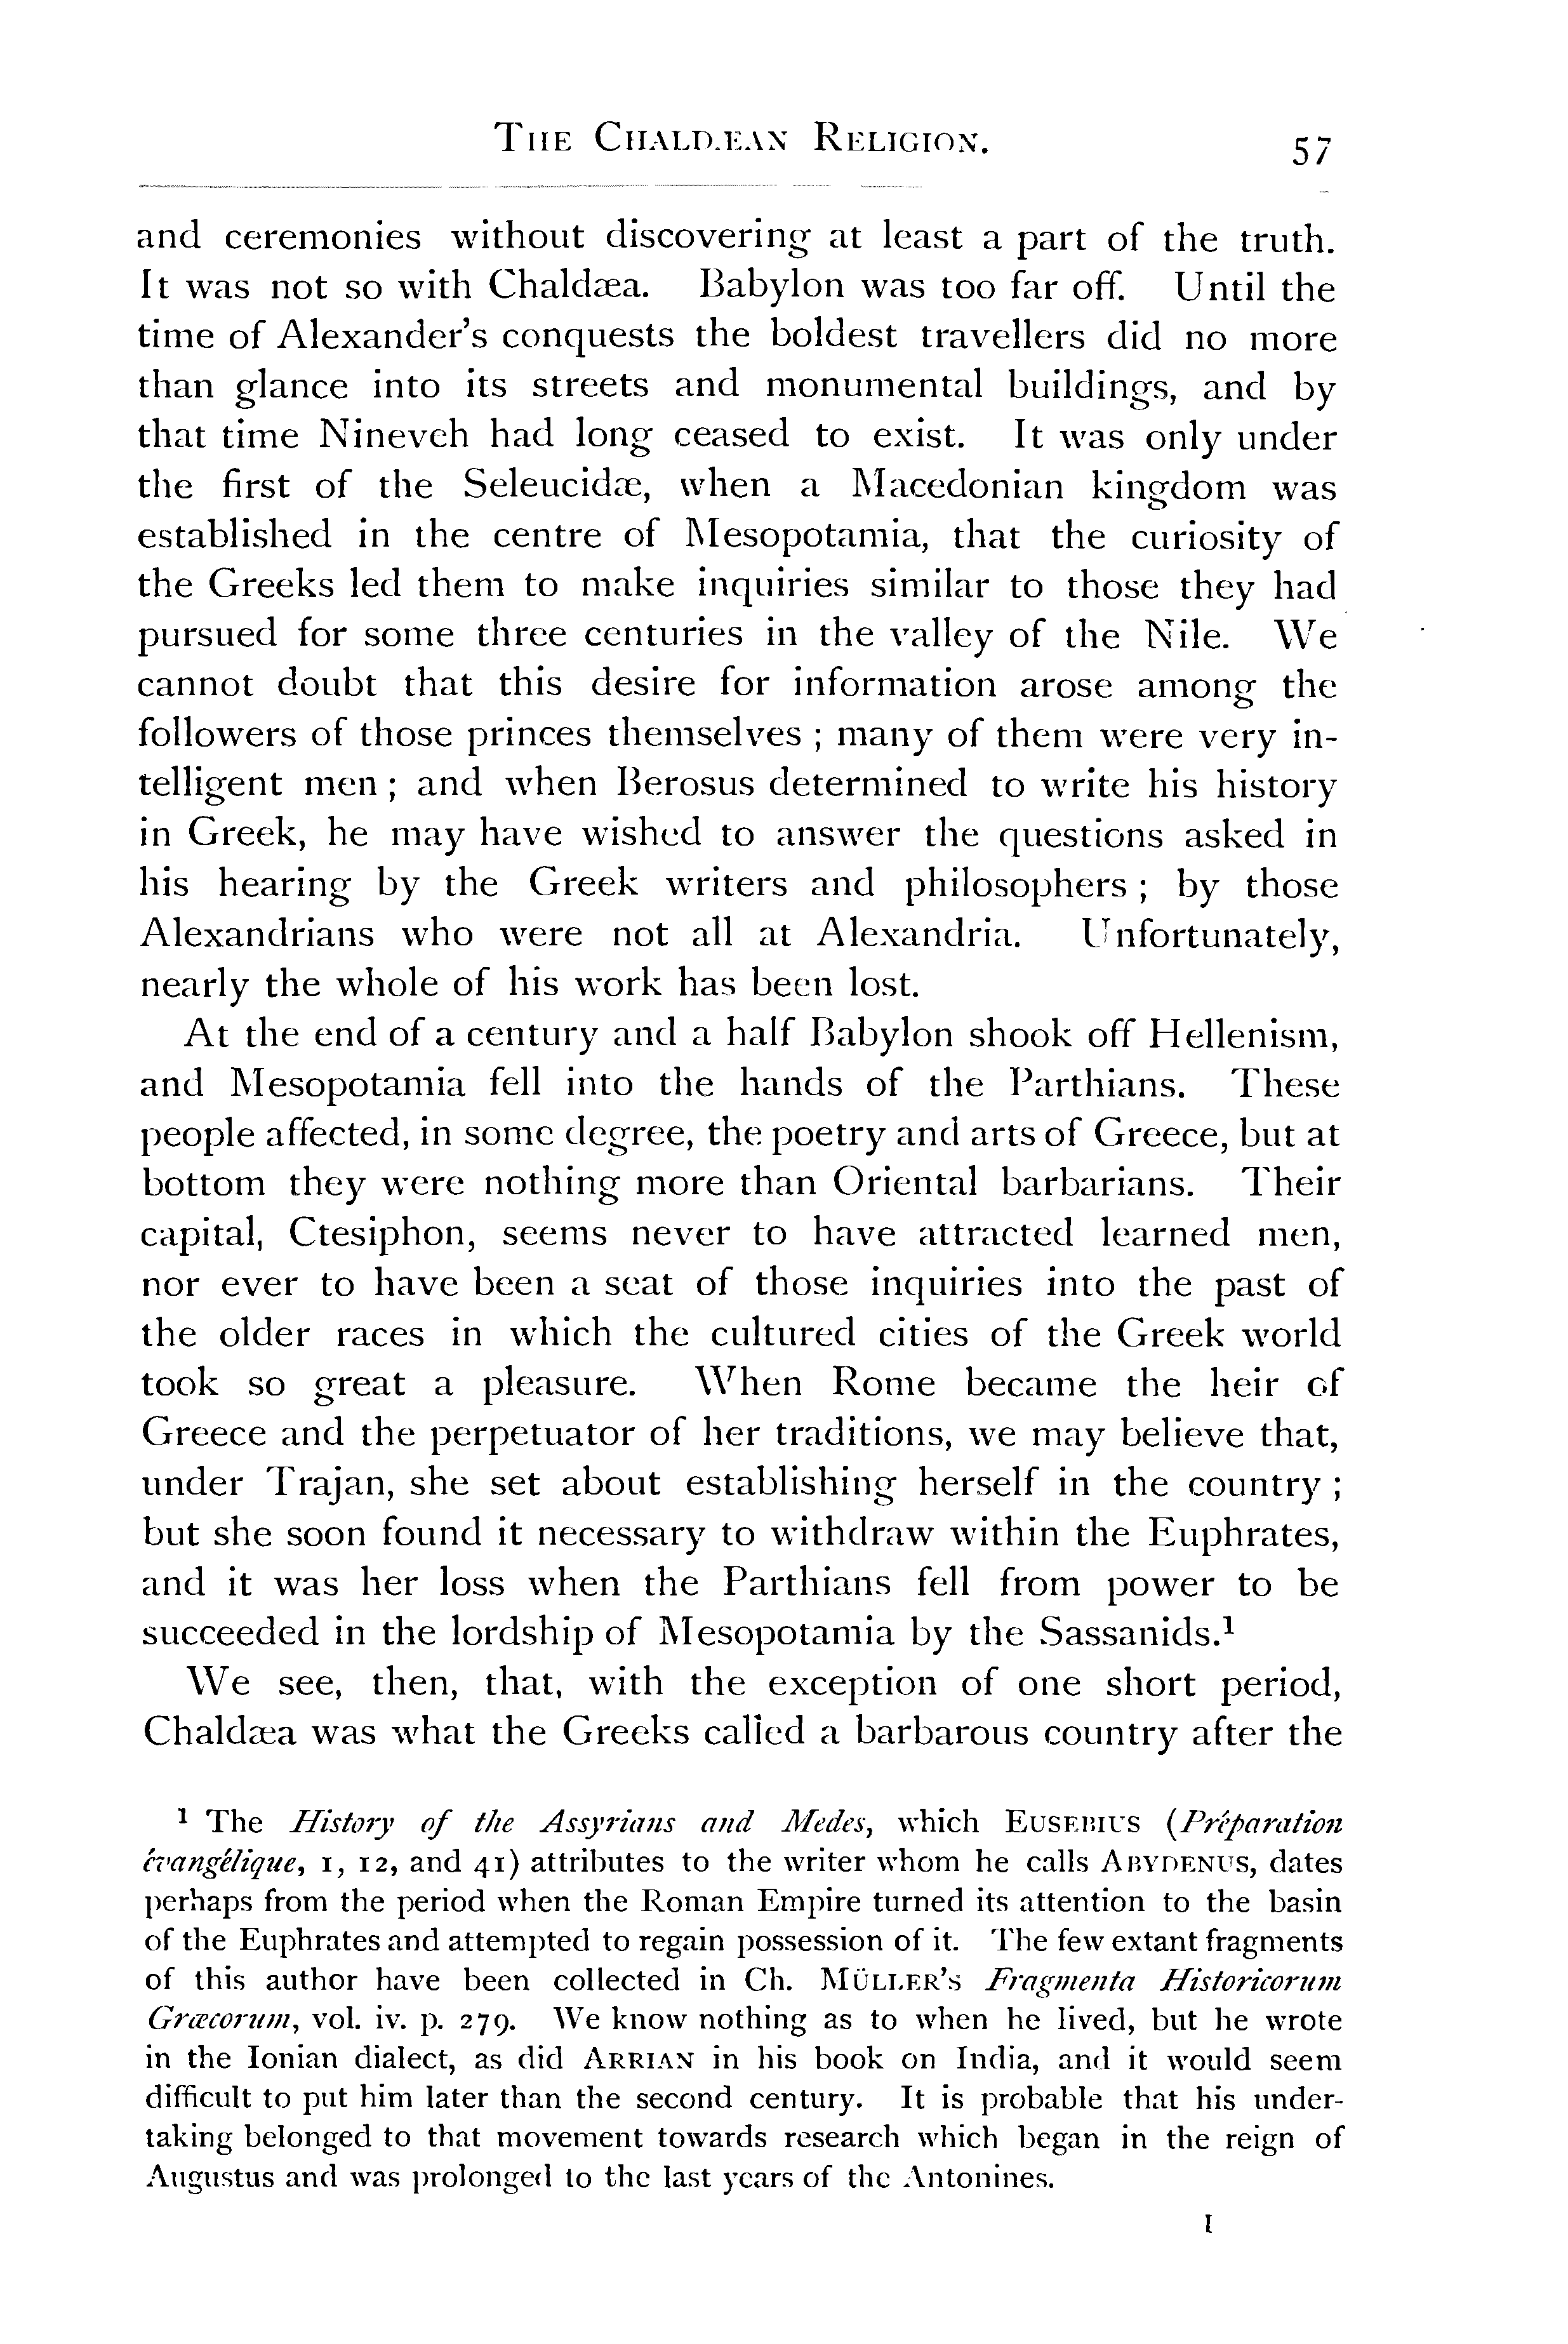 THE CHALDÆAN RELIGION. 57
and ceremonies without discovering at least a part of the truth.
It was not so with Chaldæa. Babylon was too far off. Until the
time of Alexander's conquests the boldest travellers did no more
than glance into its streets and monumental buildings, and by
that time Nineveh had long ceased to exist. It was only under
the first of the Seleucidæ, when a Macedonian kingdom was
established in the centre of Mesopotamia, that the curiosity of
the Greeks led them to make inquiries similar to those they had
pursued for some three centuries in the valley of the Nile. We
cannot doubt that this desire for information arose among the
followers of those princes themselves ; many of them were very in-
telligent men ; and when Berosus determined to write his history
in Greek, he may have wished to answer the questions asked in
his hearing by the Greek writers and philosophers ; by those
Alexandrians who were not all at Alexandria. Unfortunately,
nearly the whole of his work has been lost.
At the end of a century and a half Babylon shook off Hellenism,
and Mesopotamia fell into the hands of the Parthians. These
people affected, in some degree, the poetry and arts of Greece, but at
bottom they were nothing more than Oriental barbarians. Their
capital, Ctesiphon, seems never to have attracted learned men,
nor ever to have been a seat of those inquiries into the past of
the older races in which the cultured cities of the Greek world
took so great a pleasure. When Rome became the heir of
Greece and the perpetuator of her traditions, we may believe that,
under Trajan, she set about establishing herself in the country ;
but she soon found it necessary to withdraw within the Euphrates,
and it was her loss when the Parthians fell from power to be
succeeded in the lordship of Mesopotamia by the Sassanids.¹
We see, then, that, with the exception of one short period,
Chaldæa was what the Greeks called a barbarous country after the
¹ The History of the Assyrians and Medes, which EUSEBIUS (Préparation
évangélique, 1, 12, and 41) attributes to the writer whom he calls ABYDENUS, dates
perhaps from the period when the Roman Empire turned its attention to the basin
of the Euphrates and attempted to regain possession of it. The few extant fragments
of this author have been collected in Ch. MÜLLER'S Fragmenta Historicorum
Græcorum, vol. iv. p. 279. We know nothing as to when he lived, but he wrote
in the Ionian dialect, as did ARRIAN in his book on India, and it would seem
difficult to put him later than the second century. It is probable that his under-
taking belonged to that movement towards research which began in the reign of
Augustus and was prolonged to the last years of the Antonines.
I